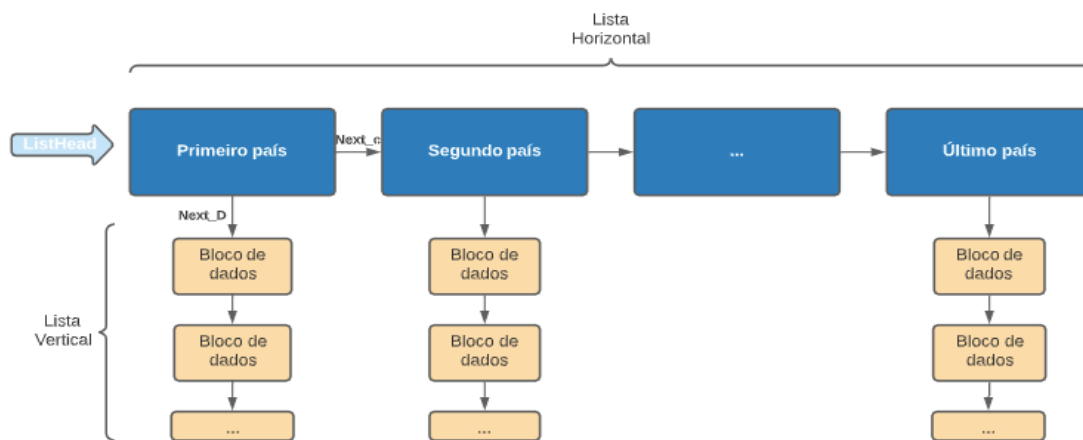 Lista
Horizontal
ListHead
Primeiro país
Next_c
Segundo país
...
Último país
Next_D
Bloco de
dados
Bloco de
dados
Bloco de
dados
Lista
Vertical
Bloco de
dados
Bloco de
dados
Bloco de
dados
...
...
...